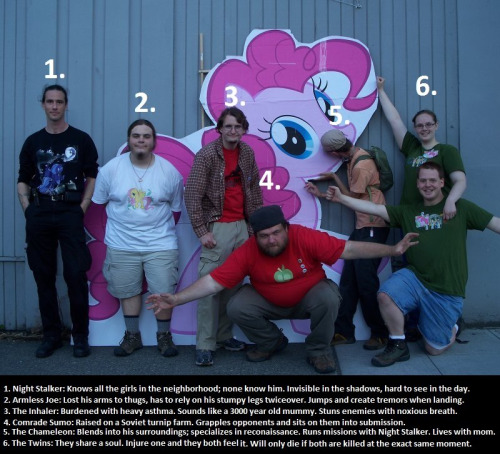 1.
2.
3.
4.
5.
6.
1. Night Stalker: Knows all the girls in the neighborhood; none know him. Invisible in the shadows, hard to see in the day.
2. Armless Joe: Lost his arms to thugs, has to rely on his stumpy legs twiceover. Jumps and create tremors when landing.
3. The Inhaler: Burdened with heavy asthma. Sounds like a 3000 year old mummy. Stuns enemies with noxious breath.
4. Comrade Sumo: Raised on a Soviet turnip farm. Grapples opponents and sits on them into submission.
5. The Chameleon: Blends into his surroundings; specializes in reconaissance. Runs missions with Night Stalker. Lives with mom.
6. The Twins: They share a soul. Injure one and they both feel it. Will only die if both are killed at the exact same moment.